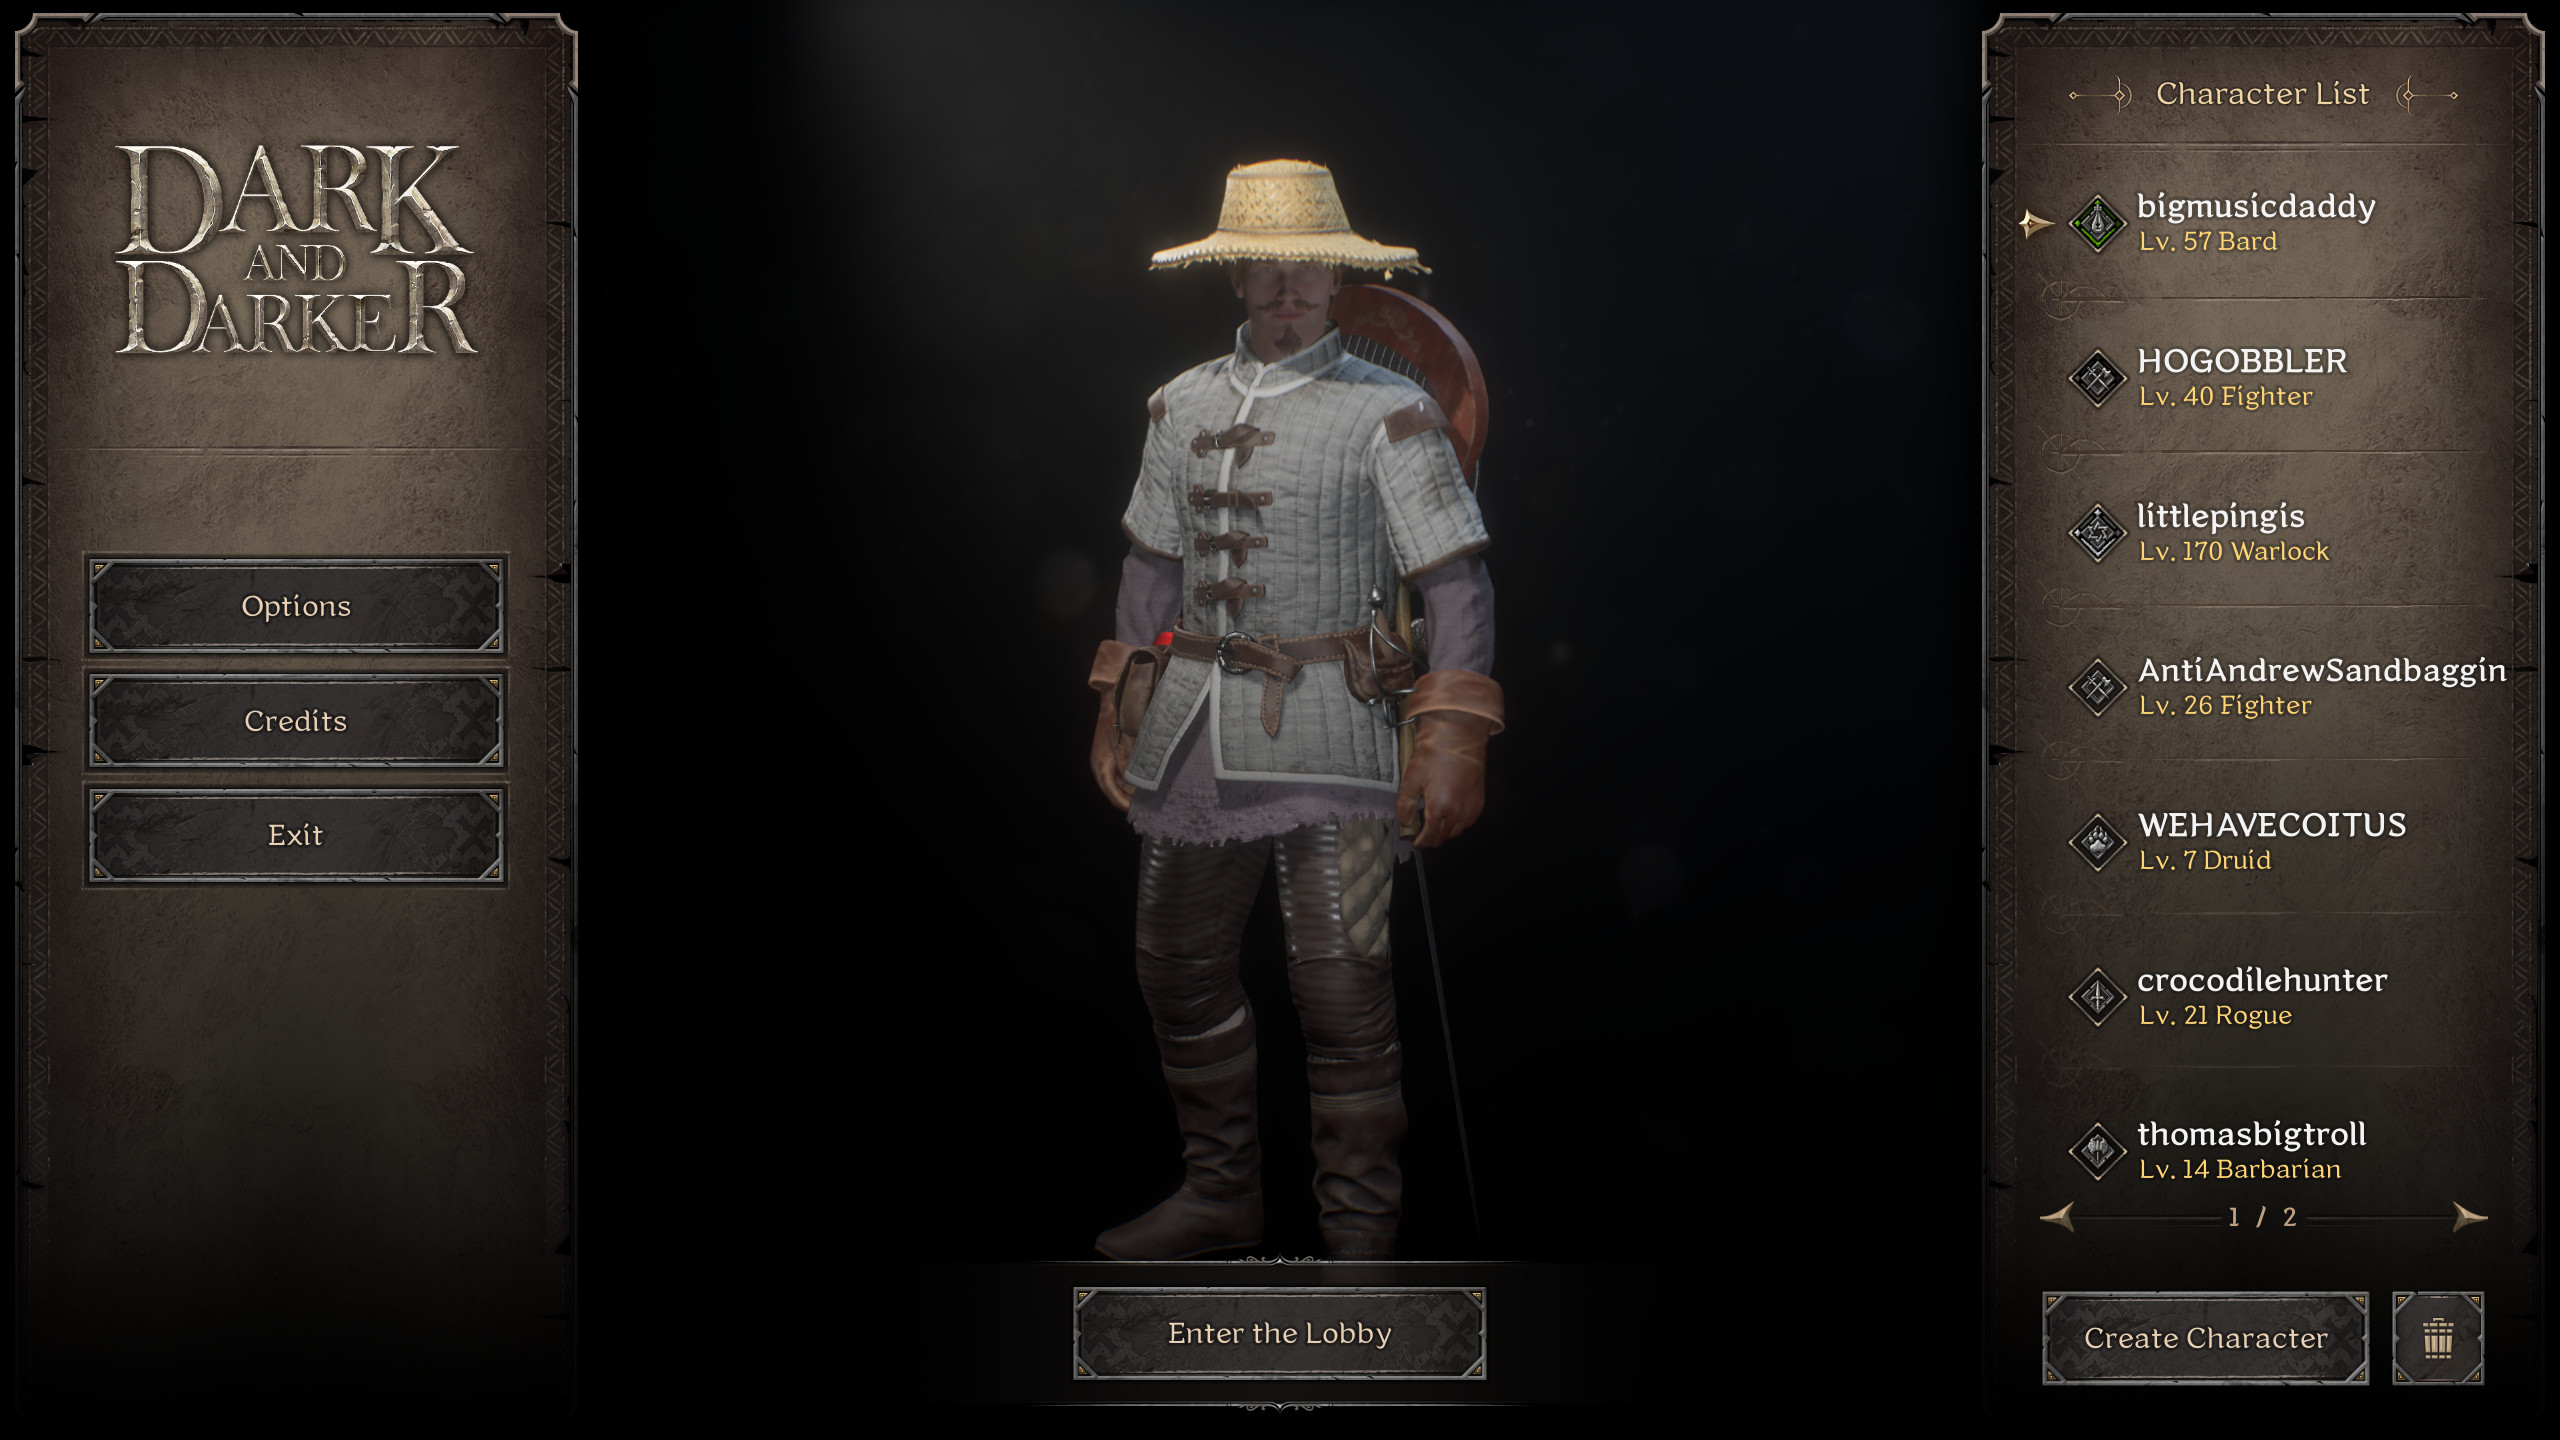 DARK
AND
DARKER
Options
Credits
Exit
Enter the Lobby
Character List
bigmusicdaddy
Lv. 57 Bard
HOGOBBLER
Lv. 40 Fighter
littlepingis
Lv. 170 Warlock
AntiAndrewSandbaggin
Lv. 26 Fighter
WEHAVECOITUS
Lv. 7 Druid
crocodilehunter
Lv. 21 Rogue
thomasbigtroll
Lv. 14 Barbarian
1 / 2
Create Character